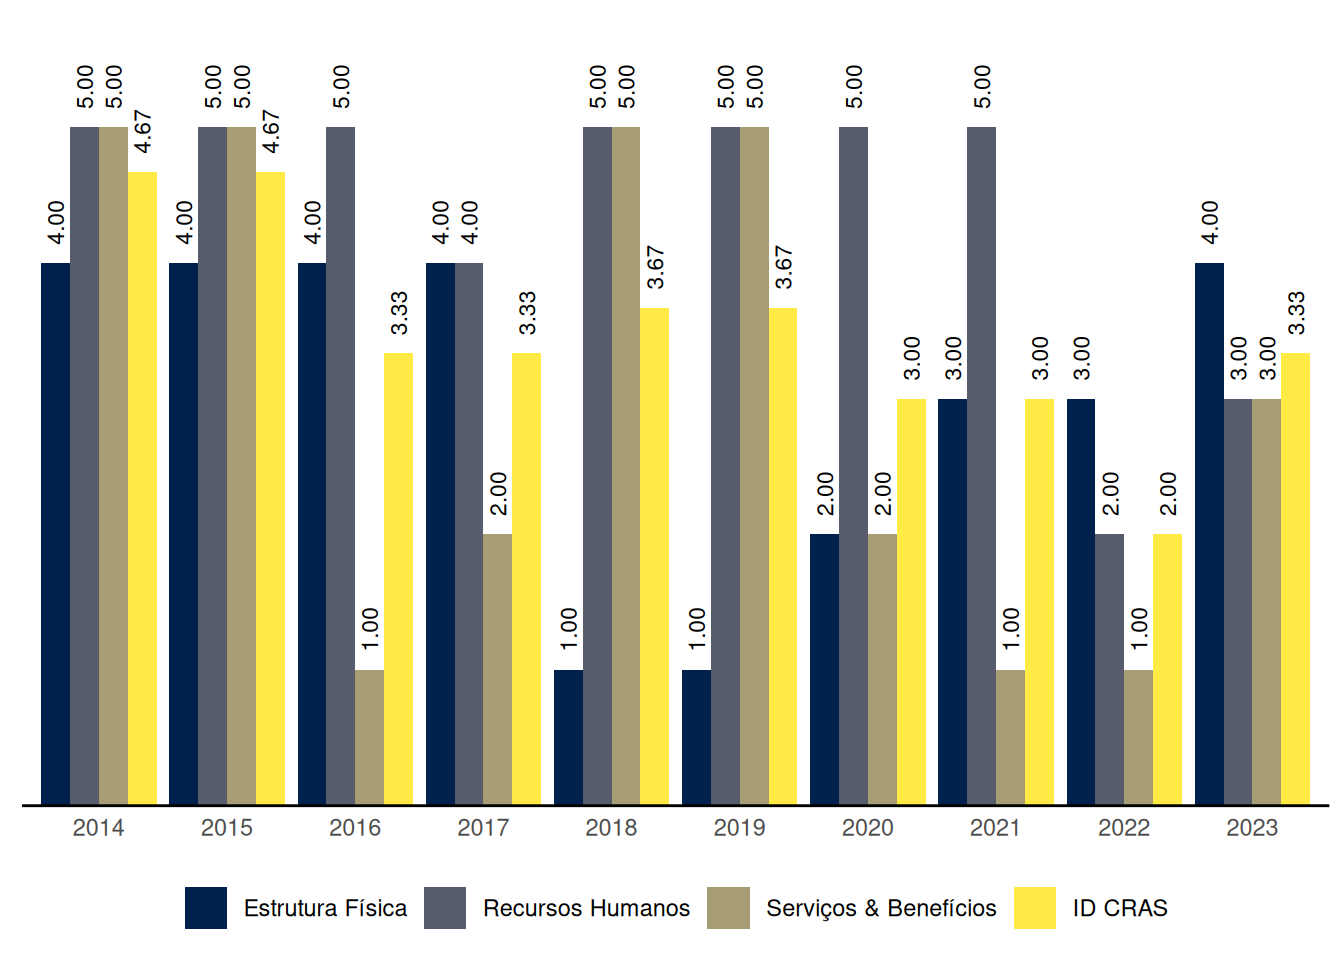 5.00 5.00 5.00 5.00 5.00 5.00 5.00 5.00 5.00 5.00 5.00
4.67 4.67
4.00 4.00 4.00 4.00 4.00 4.00
3.67 3.67
3.33 3.33 3.33
3.00 3.00 3.00 3.00 3.00 3.00
2.00 2.00 2.00 2.00 2.00
1.00 1.00 1.00 1.00 1.00
2014 2015 2016 2017 2018 2019 2020 2021 2022 2023
Estrutura Física Recursos Humanos Serviços & Benefícios ID CRAS